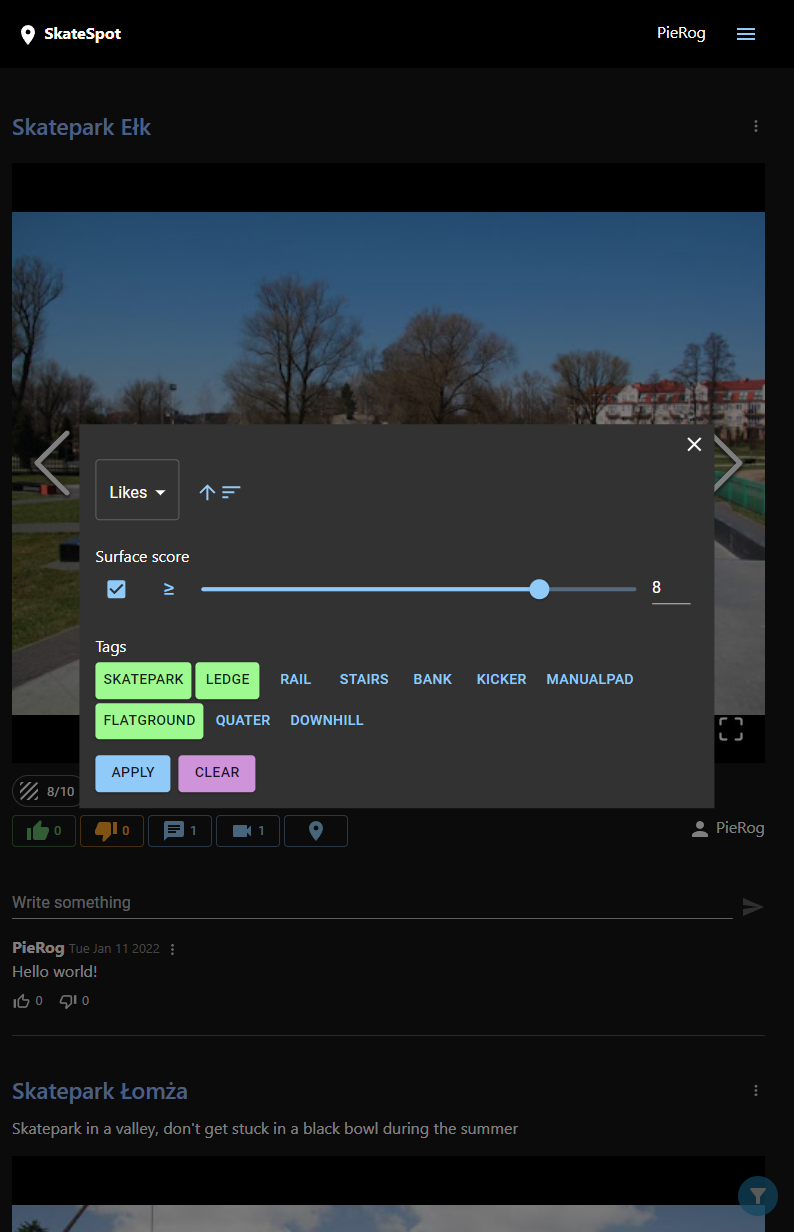 SkateSpot PieRog
Skatepark Ełk
Likes
Surface score
≥ 8
Tags
SKATEPARK LEDGE RAIL STAIRS BANK KICKER MANUALPAD
FLATGROUND QUATER DOWNHILL
APPLY CLEAR
8/10
0 0 1 1 PieRog
Write something
PieRog Tue Jan 11 2022
Hello world!
0 0
Skatepark Łomża
Skatepark in a valley, don't get stuck in a black bowl during the summer